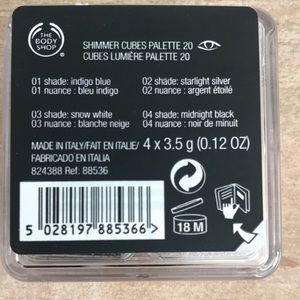 THE
BODY
SHOP
SHIMMER CUBES PALETTE 20
CUBES LUMIÈRE PALETTE 20
01 shade: indigo blue
01 nuance : bleu indigo
02 shade: starlight silver
02 nuance : argent étoilé
03 shade: snow white
03 nuance : blanche neige
04 shade: midnight black
04 nuance : noir de minuit
MADE IN ITALY/FAIT EN ITALIE/
FABRICADO EN ITALIA
4 x 3.5 g (0.12 OZ)
824388 Ref: 88536
5 028197 885366 >
18 M